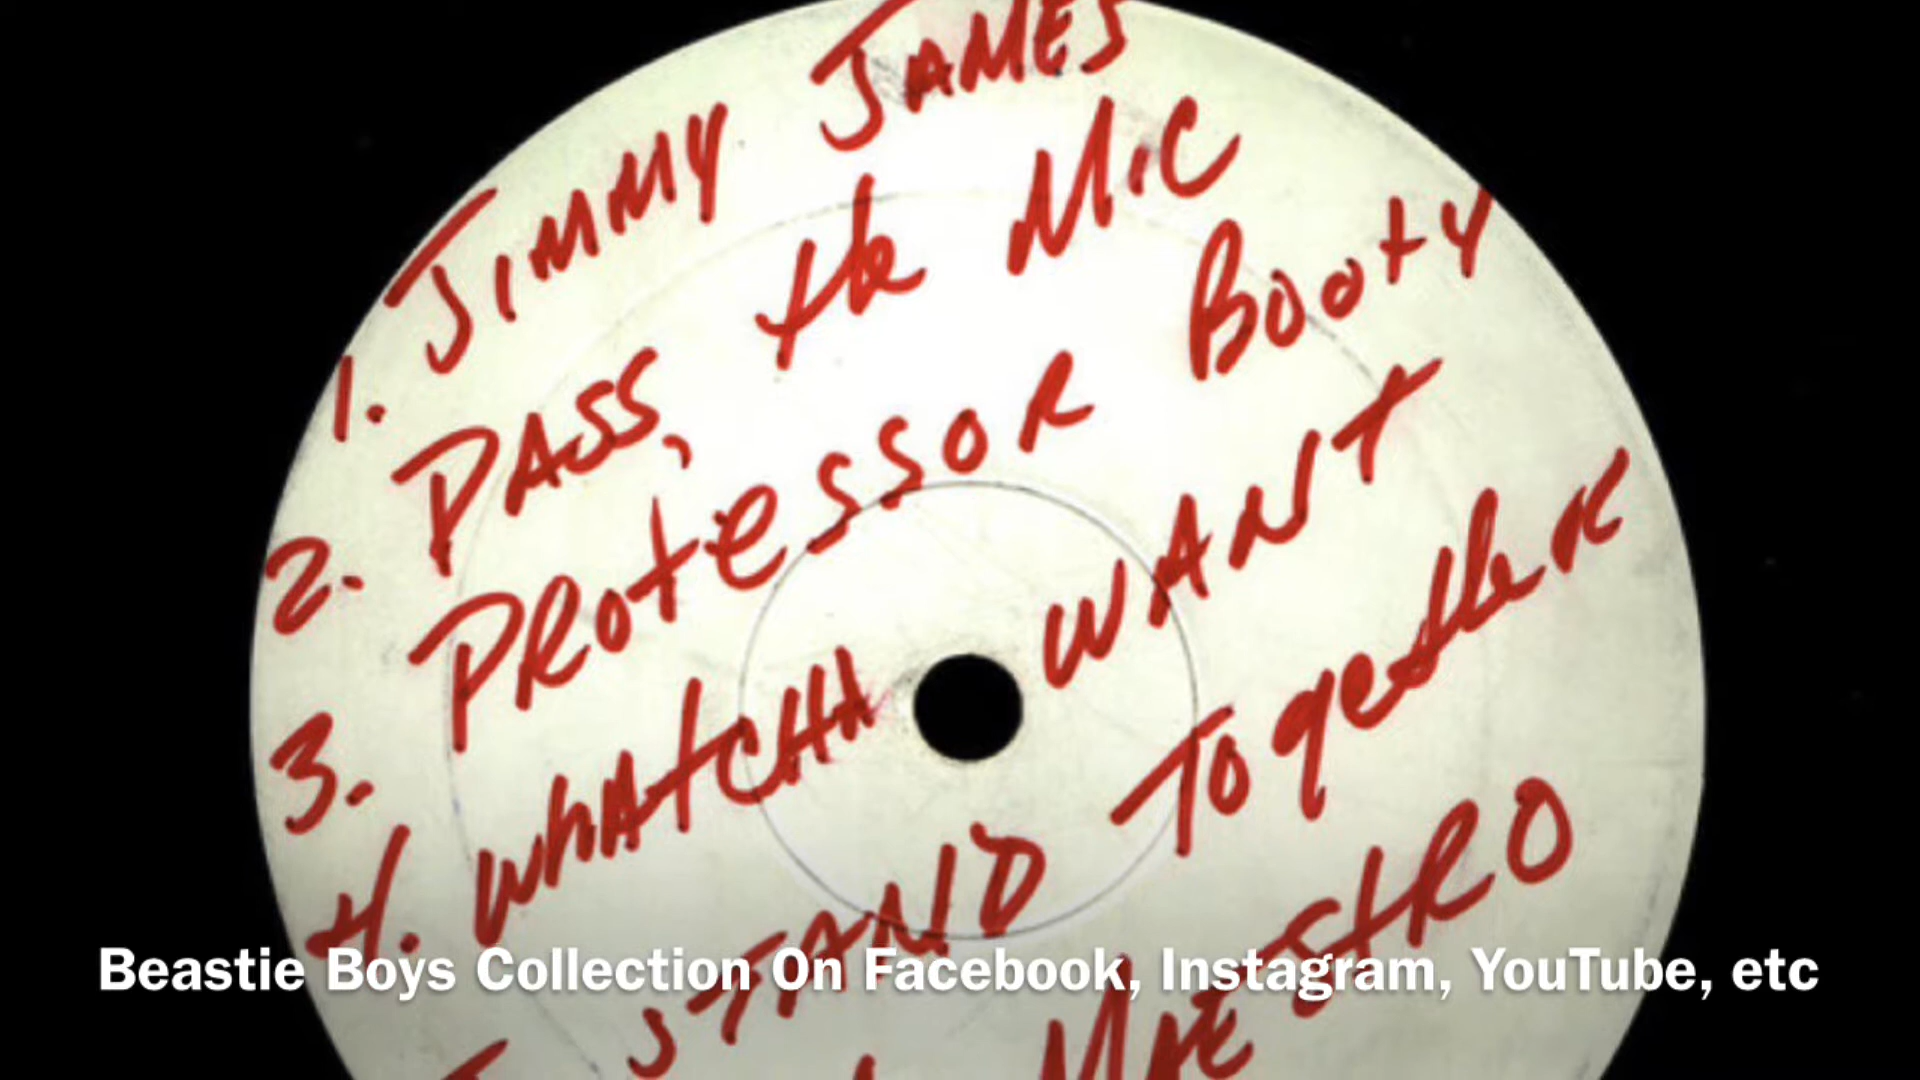 1. JIMMY JAMES
2. PASS, the MIC
3. PROfeSSOR BOOty
4. WhAtCHA WANT
STAND TOgetheR
MAESTRO
Beastie Boys Collection On Facebook, Instagram, YouTube, etc